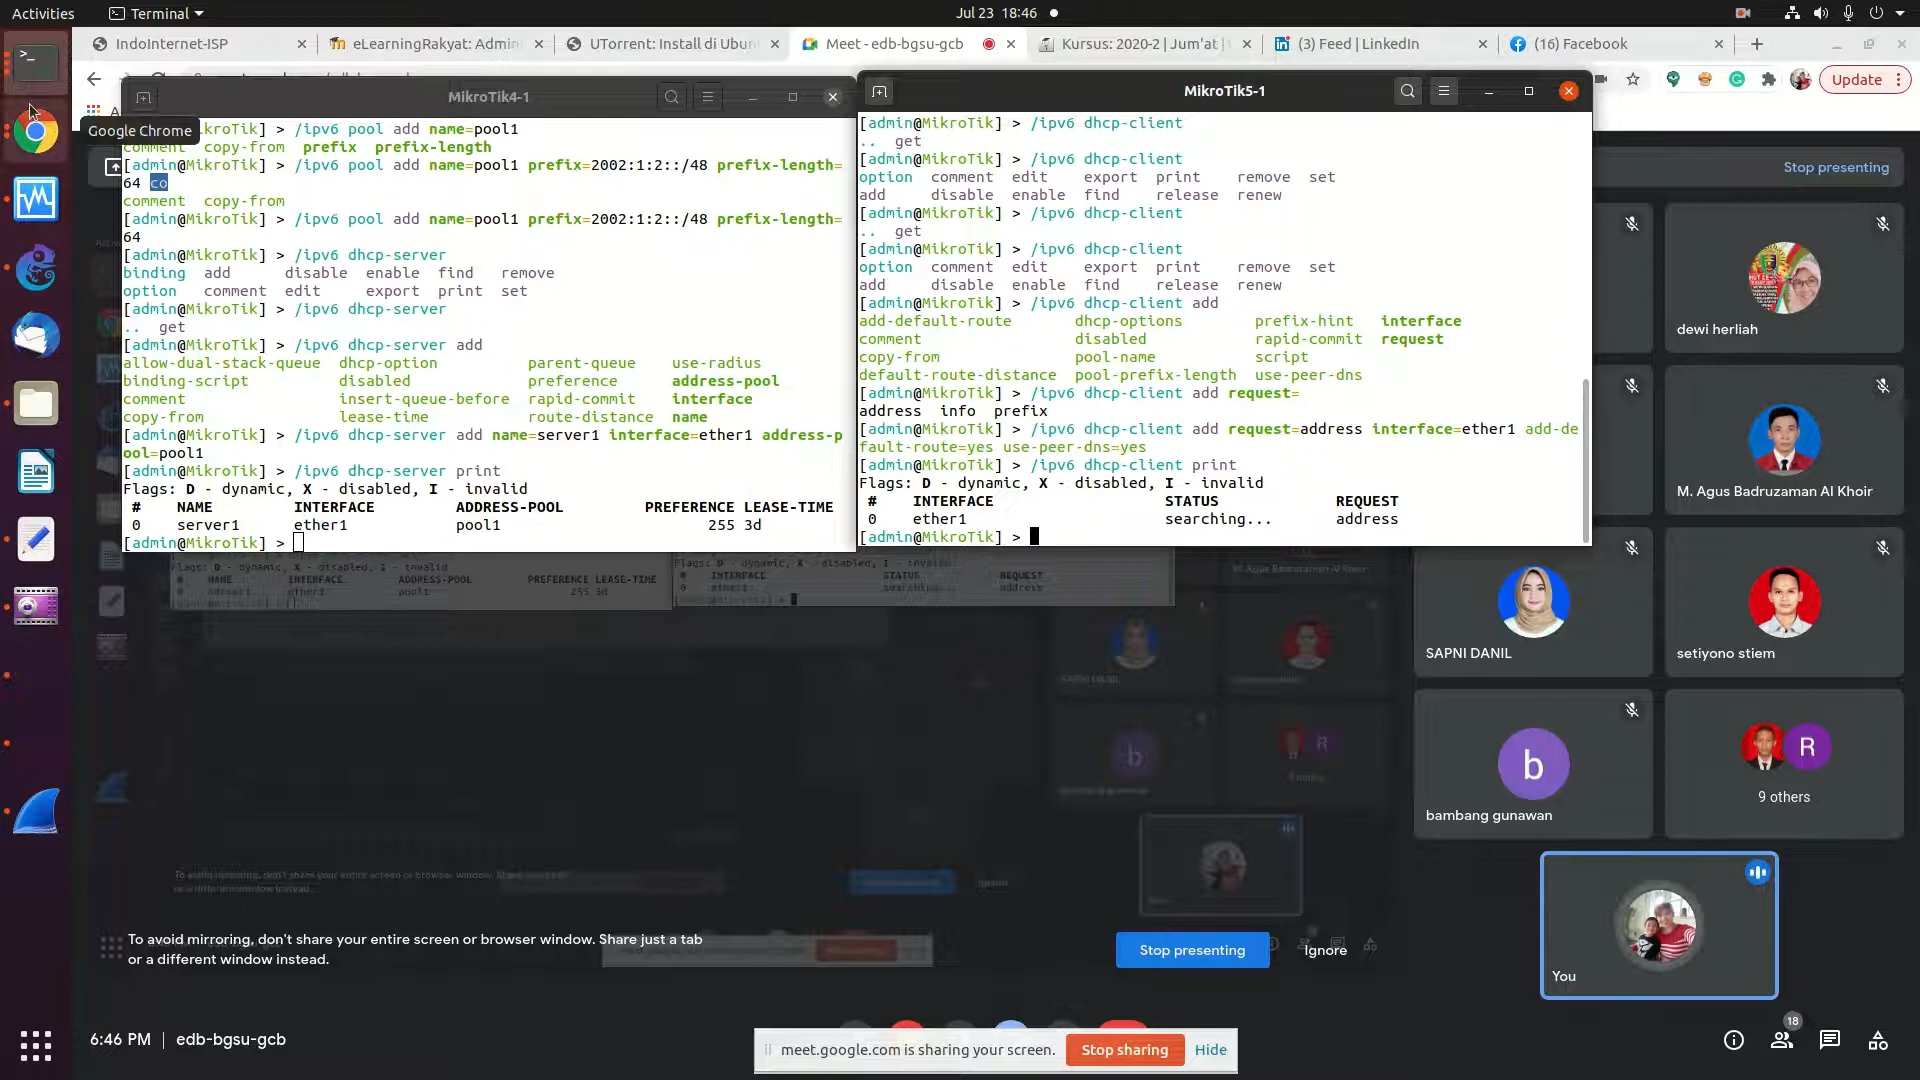 Activities
Terminal
Jul 23 18:46
IndoInternet-ISP
eLearningRakyat: Admin
UTorrent: Install di Ubun
Meet - edb-bgsu-gcb
Kursus: 2020-2 | Jum'at |
(3) Feed | LinkedIn
(16) Facebook
Update
Google Chrome
MikroTik4-1
MikroTik] > /ipv6 pool add name=pool1
comment copy-from prefix prefix-length
[admin@MikroTik] > /ipv6 pool add name=pool1 prefix=2002:1:2::/48 prefix-length=
64 co
comment copy-from
[admin@MikroTik] > /ipv6 pool add name=pool1 prefix=2002:1:2::/48 prefix-length=
64
[admin@MikroTik] > /ipv6 dhcp-server
binding add disable enable find remove
option comment edit export print set
[admin@MikroTik] > /ipv6 dhcp-server
.. get
[admin@MikroTik] > /ipv6 dhcp-server add
allow-dual-stack-queue dhcp-option parent-queue use-radius
binding-script disabled preference address-pool
comment insert-queue-before rapid-commit interface
copy-from lease-time route-distance name
[admin@MikroTik] > /ipv6 dhcp-server add name=server1 interface=ether1 address-p
ool=pool1
[admin@MikroTik] > /ipv6 dhcp-server print
Flags: D - dynamic, X - disabled, I - invalid
# NAME INTERFACE ADDRESS-POOL PREFERENCE LEASE-TIME
0 server1 ether1 pool1 255 3d
[admin@MikroTik] >
MikroTik5-1
[admin@MikroTik] > /ipv6 dhcp-client
.. get
[admin@MikroTik] > /ipv6 dhcp-client
option comment edit export print remove set
add disable enable find release renew
[admin@MikroTik] > /ipv6 dhcp-client
.. get
[admin@MikroTik] > /ipv6 dhcp-client
option comment edit export print remove set
add disable enable find release renew
[admin@MikroTik] > /ipv6 dhcp-client add
add-default-route dhcp-options prefix-hint interface
comment disabled rapid-commit request
copy-from pool-name script
default-route-distance pool-prefix-length use-peer-dns
[admin@MikroTik] > /ipv6 dhcp-client add request=
address info prefix
[admin@MikroTik] > /ipv6 dhcp-client add request=address interface=ether1 add-de
fault-route=yes use-peer-dns=yes
[admin@MikroTik] > /ipv6 dhcp-client print
Flags: D - dynamic, X - disabled, I - invalid
# INTERFACE STATUS REQUEST
0 ether1 searching... address
[admin@MikroTik] >
Stop presenting
dewi herliah
M. Agus Badruzaman Al Khoir
SAPNI DANIL
setiyono stiem
b
bambang gunawan
R
9 others
You
To avoid mirroring, don't share your entire screen or browser window. Share just a tab
or a different window instead.
Stop presenting
Ignore
6:46 PM | edb-bgsu-gcb
meet.google.com is sharing your screen.
Stop sharing
Hide
18